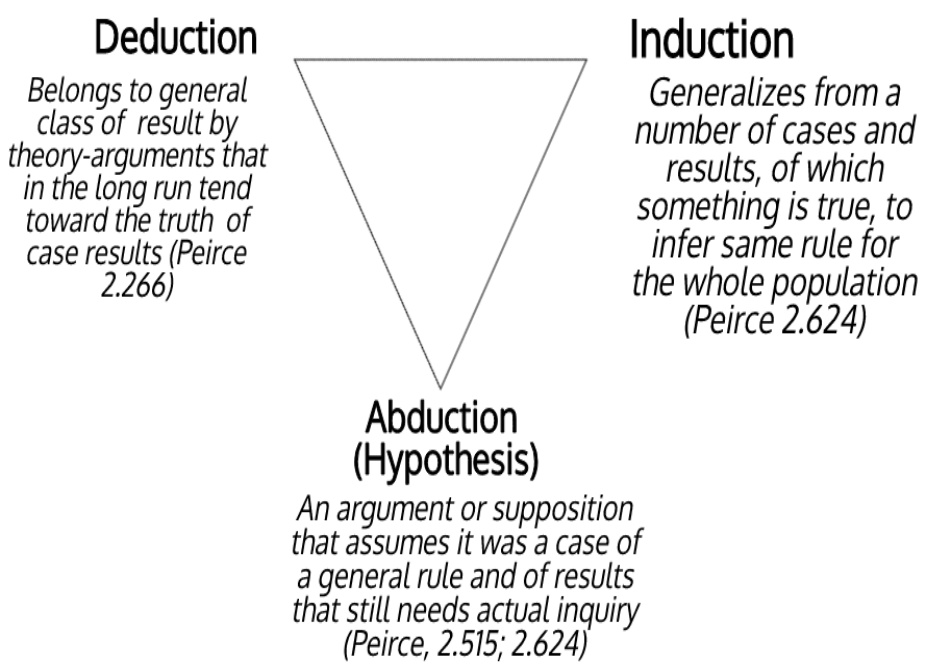 Deduction
Belongs to general
class of result by
theory-arguments that
in the long run tend
toward the truth of
case results (Peirce
2.266)
Induction
Generalizes from a
number of cases and
results, of which
something is true, to
infer same rule for
the whole population
(Peirce 2.624)
Abduction
(Hypothesis)
An argument or supposition
that assumes it was a case of
a general rule and of results
that still needs actual inquiry
(Peirce, 2.515; 2.624)